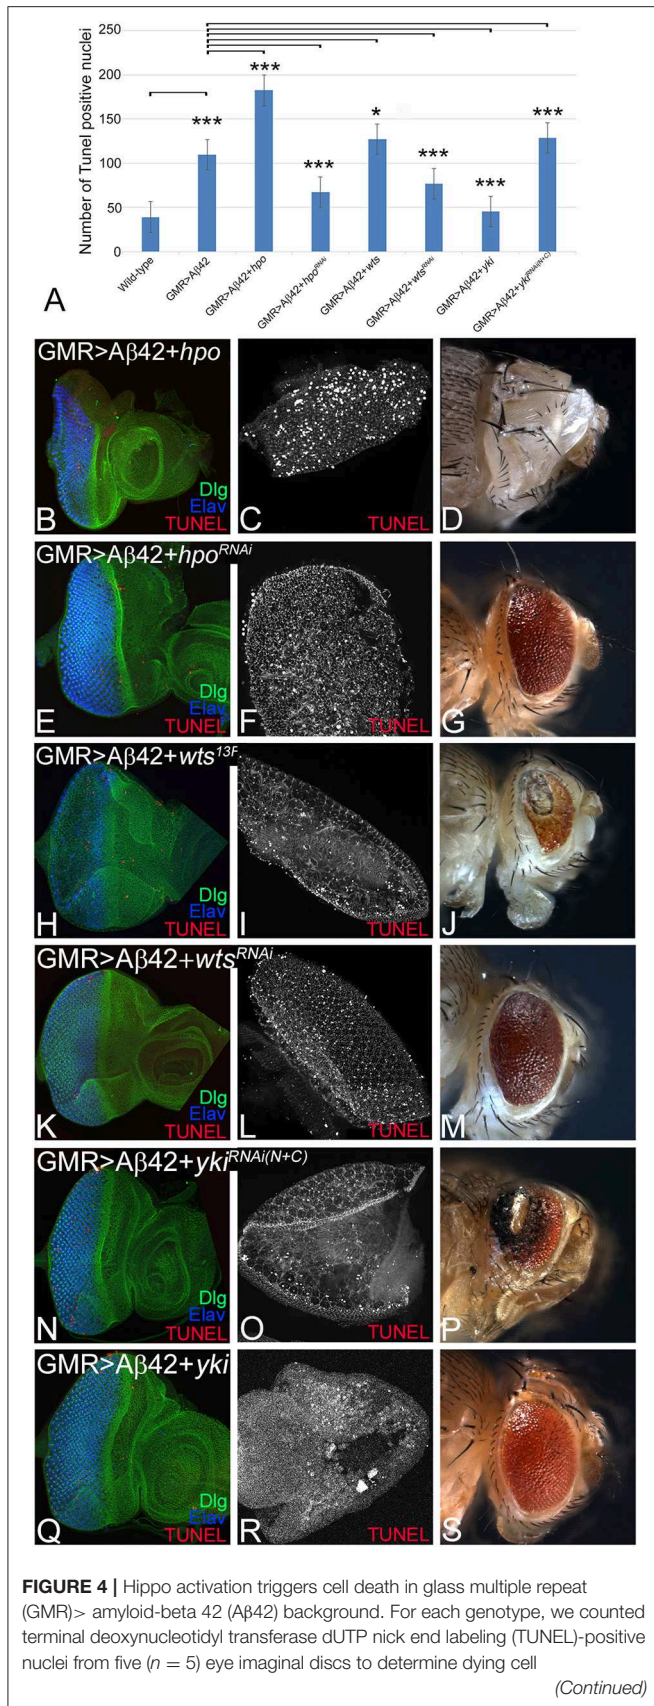 250
200
150
100
50
0
Number of Tunel positive nuclei
***
***
***
*
***
***
***
Wild-type
GMR>Aβ42
GMR>Aβ42+hpo
GMR>Aβ42+hpoRNAi
GMR>Aβ42+wts
GMR>Aβ42+wtsRNAi
GMR>Aβ42+yki
GMR>Aβ42+ykiRNAi(N+C)
A
GMR>Aβ42+hpo
Dlg
Elav
B TUNEL
C TUNEL
D
GMR>Aβ42+hpoRNAi
Dlg
Elav
E TUNEL
F TUNEL
G
GMR>Aβ42+wts13F
Dlg
Elav
H TUNEL
I TUNEL
J
GMR>Aβ42+wtsRNAi
Dlg
Elav
K TUNEL
L TUNEL
M
GMR>Aβ42+ykiRNAi(N+C)
Dlg
Elav
N TUNEL
O TUNEL
P
GMR>Aβ42+yki
Dlg
Elav
Q TUNEL
R TUNEL
S
FIGURE 4 | Hippo activation triggers cell death in glass multiple repeat
(GMR)> amyloid-beta 42 (Aβ42) background. For each genotype, we counted
terminal deoxynucleotidyl transferase dUTP nick end labeling (TUNEL)-positive
nuclei from five (n = 5) eye imaginal discs to determine dying cell
(Continued)